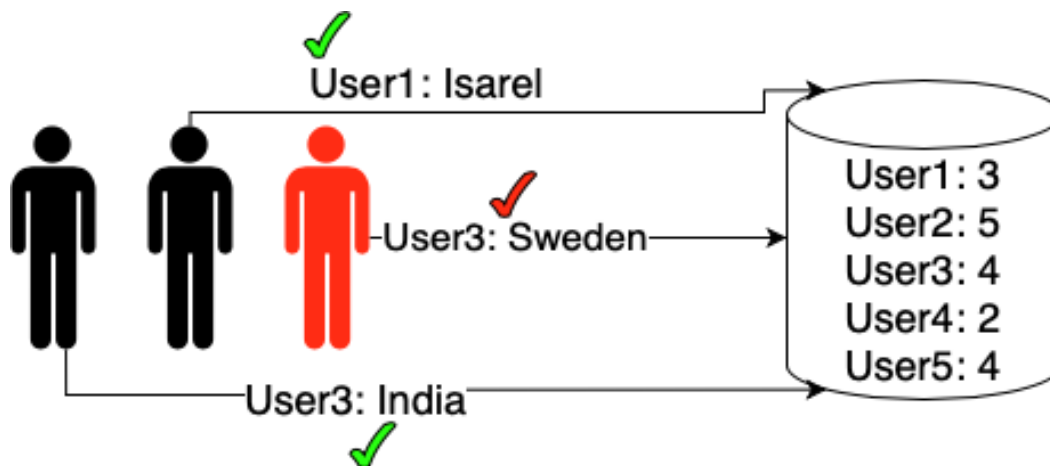 User1: Isarel
User3: Sweden
User3: India
User1: 3
User2: 5
User3: 4
User4: 2
User5: 4